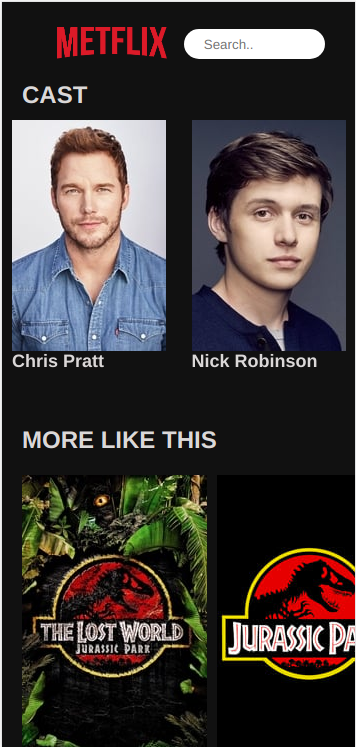 METFLIX
Search..
CAST
Chris Pratt
Nick Robinson
MORE LIKE THIS
THE LOST WORLD
JURASSIC PARK
JURASSIC PA